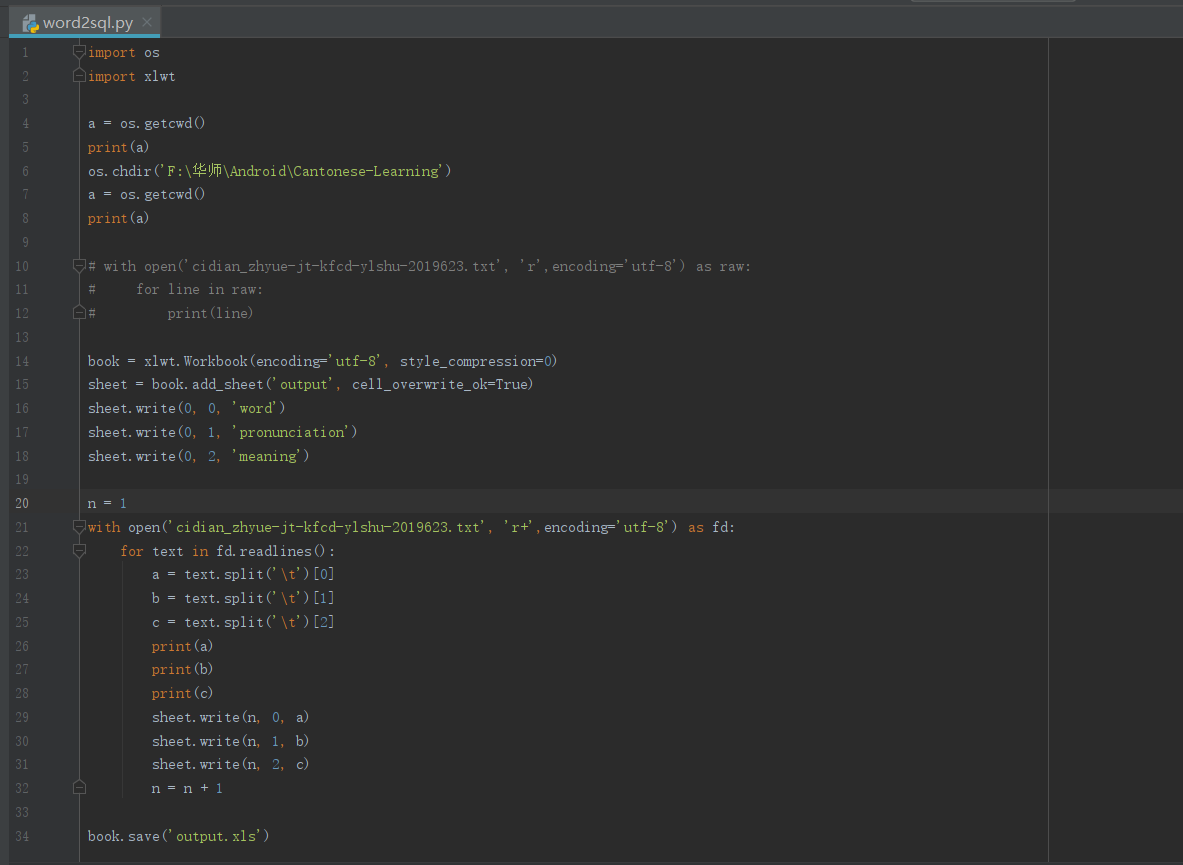 word2sql.py
1 import os
2 import xlwt
3
4 a = os.getcwd()
5 print(a)
6 os.chdir('F:\华师\Android\Cantonese-Learning')
7 a = os.getcwd()
8 print(a)
9
10 # with open('cidian_zhyue-jt-kfcd-ylshu-2019623.txt', 'r',encoding='utf-8') as raw:
11 #     for line in raw:
12 #         print(line)
13
14 book = xlwt.Workbook(encoding='utf-8', style_compression=0)
15 sheet = book.add_sheet('output', cell_overwrite_ok=True)
16 sheet.write(0, 0, 'word')
17 sheet.write(0, 1, 'pronunciation')
18 sheet.write(0, 2, 'meaning')
19
20 n = 1
21 with open('cidian_zhyue-jt-kfcd-ylshu-2019623.txt', 'r+',encoding='utf-8') as fd:
22     for text in fd.readlines():
23         a = text.split('\t')[0]
24         b = text.split('\t')[1]
25         c = text.split('\t')[2]
26         print(a)
27         print(b)
28         print(c)
29         sheet.write(n, 0, a)
30         sheet.write(n, 1, b)
31         sheet.write(n, 2, c)
32         n = n + 1
33
34 book.save('output.xls')